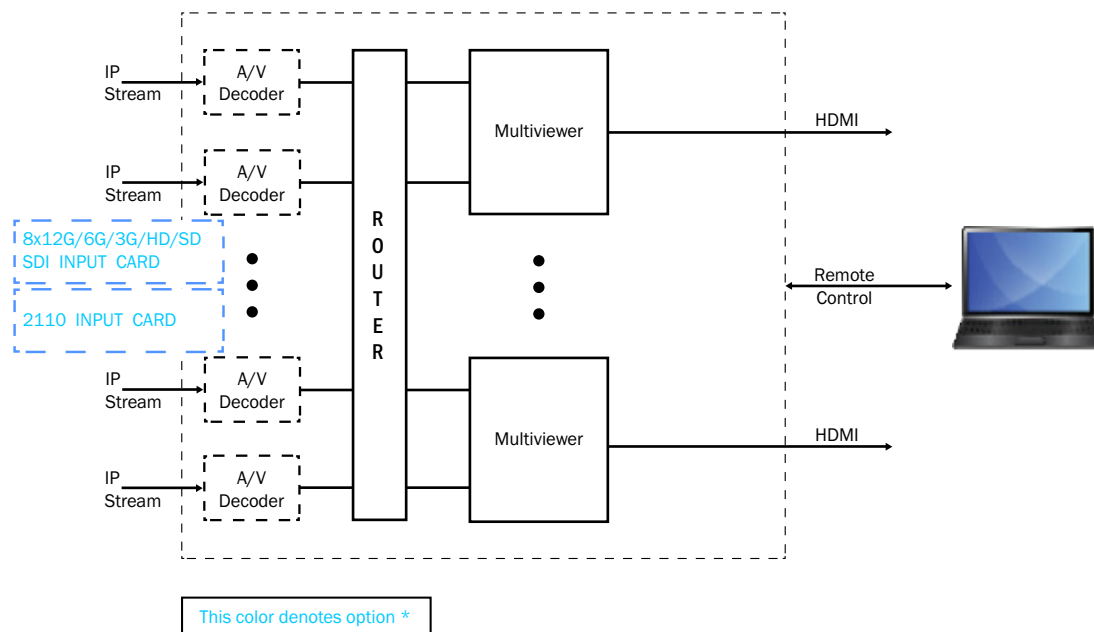 IP
Stream
A/V
Decoder
Multiviewer
HDMI
IP
Stream
A/V
Decoder
ROUTER
8x12G/6G/3G/HD/SD
SDI INPUT CARD
2110 INPUT CARD
Remote
Control
IP
Stream
A/V
Decoder
Multiviewer
HDMI
IP
Stream
A/V
Decoder
This color denotes option *